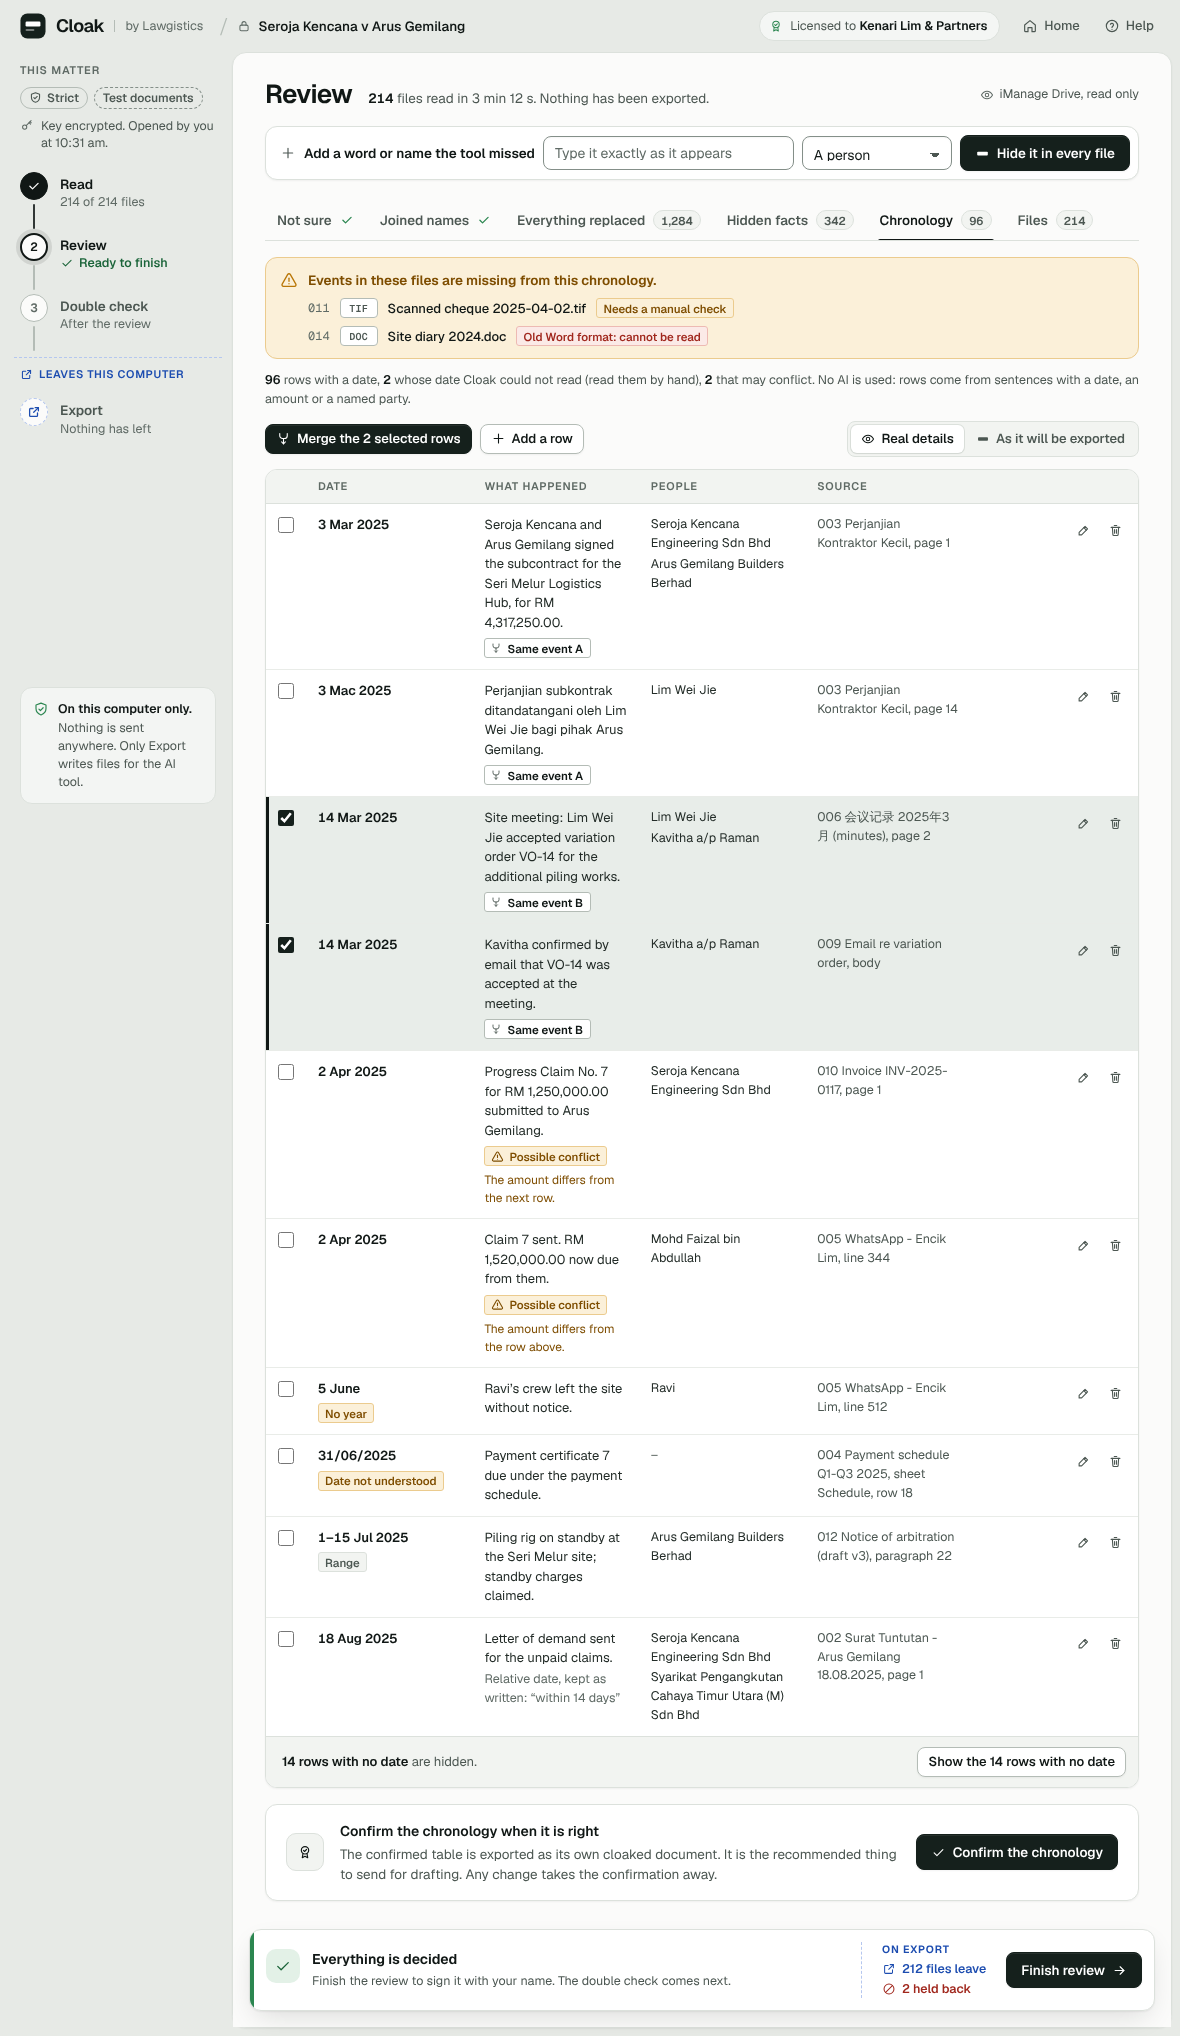 Cloak by Lawgistics / Seroja Kencana v Arus Gemilang
Licensed to Kenari Lim & Partners
Home
Help
THIS MATTER
Strict
Test documents
Key encrypted. Opened by you
at 10:31 am.
Read
214 of 214 files
2
Review
Ready to finish
3
Double check
After the review
LEAVES THIS COMPUTER
Export
Nothing has left
On this computer only.
Nothing is sent
anywhere. Only Export
writes files for the AI
tool.
Review
214 files read in 3 min 12 s. Nothing has been exported.
iManage Drive, read only
Add a word or name the tool missed
Type it exactly as it appears
A person
Hide it in every file
Not sure
Joined names
Everything replaced 1,284
Hidden facts 342
Chronology 96
Files 214
Events in these files are missing from this chronology.
011 TIF Scanned cheque 2025-04-02.tif Needs a manual check
014 DOC Site diary 2024.doc Old Word format: cannot be read
96 rows with a date, 2 whose date Cloak could not read (read them by hand), 2 that may conflict. No AI is used: rows come from sentences with a date, an
amount or a named party.
Merge the 2 selected rows
Add a row
Real details
As it will be exported
DATE
WHAT HAPPENED
PEOPLE
SOURCE
3 Mar 2025
Seroja Kencana and
Arus Gemilang signed
the subcontract for the
Seri Melur Logistics
Hub, for RM
4,317,250.00.
Same event A
Seroja Kencana
Engineering Sdn Bhd
Arus Gemilang Builders
Berhad
003 Perjanjian
Kontraktor Kecil, page 1
3 Mac 2025
Perjanjian subkontrak
ditandatangani oleh Lim
Wei Jie bagi pihak Arus
Gemilang.
Same event A
Lim Wei Jie
003 Perjanjian
Kontraktor Kecil, page 14
14 Mar 2025
Site meeting: Lim Wei
Jie accepted variation
order VO-14 for the
additional piling works.
Same event B
Lim Wei Jie
Kavitha a/p Raman
006 会议记录 2025年3
月 (minutes), page 2
14 Mar 2025
Kavitha confirmed by
email that VO-14 was
accepted at the
meeting.
Same event B
Kavitha a/p Raman
009 Email re variation
order, body
2 Apr 2025
Progress Claim No. 7
for RM 1,250,000.00
submitted to Arus
Gemilang.
Possible conflict
The amount differs from
the next row.
Seroja Kencana
Engineering Sdn Bhd
010 Invoice INV-2025-
0117, page 1
2 Apr 2025
Claim 7 sent. RM
1,520,000.00 now due
from them.
Possible conflict
The amount differs from
the row above.
Mohd Faizal bin
Abdullah
005 WhatsApp - Encik
Lim, line 344
5 June
No year
Ravi's crew left the site
without notice.
Ravi
005 WhatsApp - Encik
Lim, line 512
31/06/2025
Date not understood
Payment certificate 7
due under the payment
schedule.
–
004 Payment schedule
Q1-Q3 2025, sheet
Schedule, row 18
1–15 Jul 2025
Range
Piling rig on standby at
the Seri Melur site;
standby charges
claimed.
Arus Gemilang Builders
Berhad
012 Notice of arbitration
(draft v3), paragraph 22
18 Aug 2025
Letter of demand sent
for the unpaid claims.
Relative date, kept as
written: “within 14 days”
Seroja Kencana
Engineering Sdn Bhd
Syarikat Pengangkutan
Cahaya Timur Utara (M)
Sdn Bhd
002 Surat Tuntutan -
Arus Gemilang
18.08.2025, page 1
14 rows with no date are hidden.
Show the 14 rows with no date
Confirm the chronology when it is right
The confirmed table is exported as its own cloaked document. It is the recommended thing
to send for drafting. Any change takes the confirmation away.
Confirm the chronology
Everything is decided
Finish the review to sign it with your name. The double check comes next.
ON EXPORT
212 files leave
2 held back
Finish review